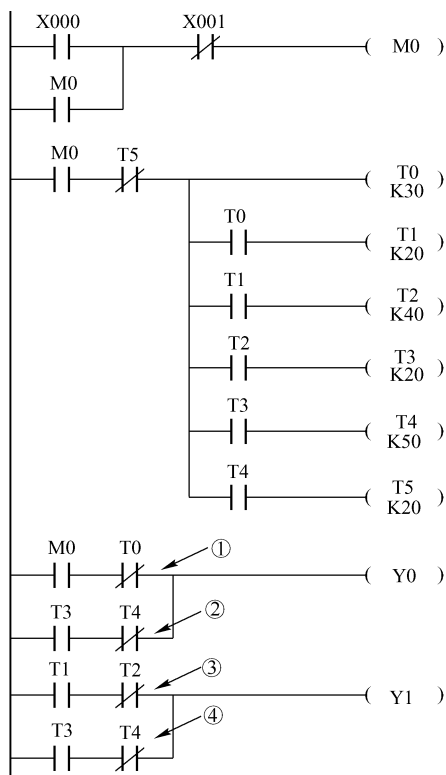 X000 X001
M0
M0
M0 T5 T0
K30
T0 T1
K20
T1 T2
K40
T2 T3
K20
T3 T4
K50
T4 T5
K20
M0 T0 ① Y0
T3 T4 ②
T1 T2 ③ Y1
T3 T4 ④